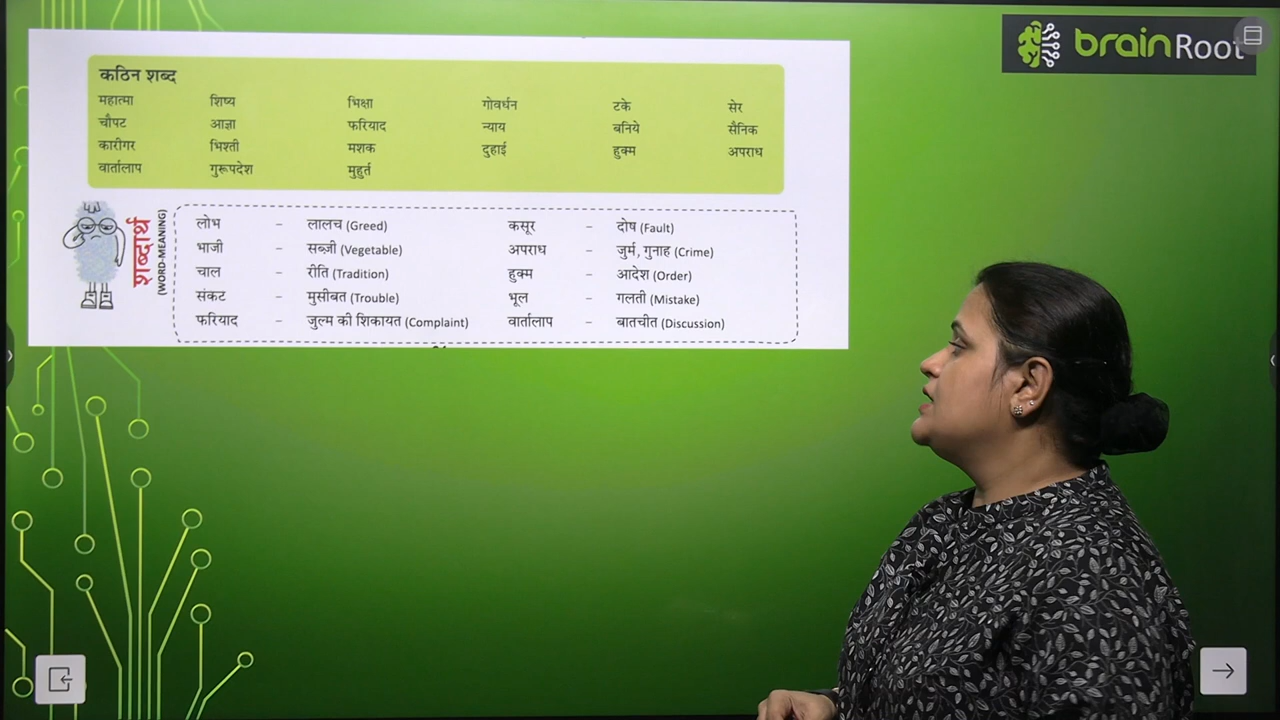 brainRoot
कठिन शब्द
महात्मा शिष्य भिक्षा गोवर्धन टके सेर
चौपट आज्ञा फरियाद न्याय बनिये सैनिक
कारीगर भिश्ती मशक दुहाई हुक्म अपराध
वार्तालाप गुरूपदेश मुहुर्त
शब्दार्थ
(WORD-MEANING)
लोभ – लालच (Greed) कसूर – दोष (Fault)
भाजी – सब्ज़ी (Vegetable) अपराध – जुर्म, गुनाह (Crime)
चाल – रीति (Tradition) हुक्म – आदेश (Order)
संकट – मुसीबत (Trouble) भूल – गलती (Mistake)
फरियाद – जुल्म की शिकायत (Complaint) वार्तालाप – बातचीत (Discussion)